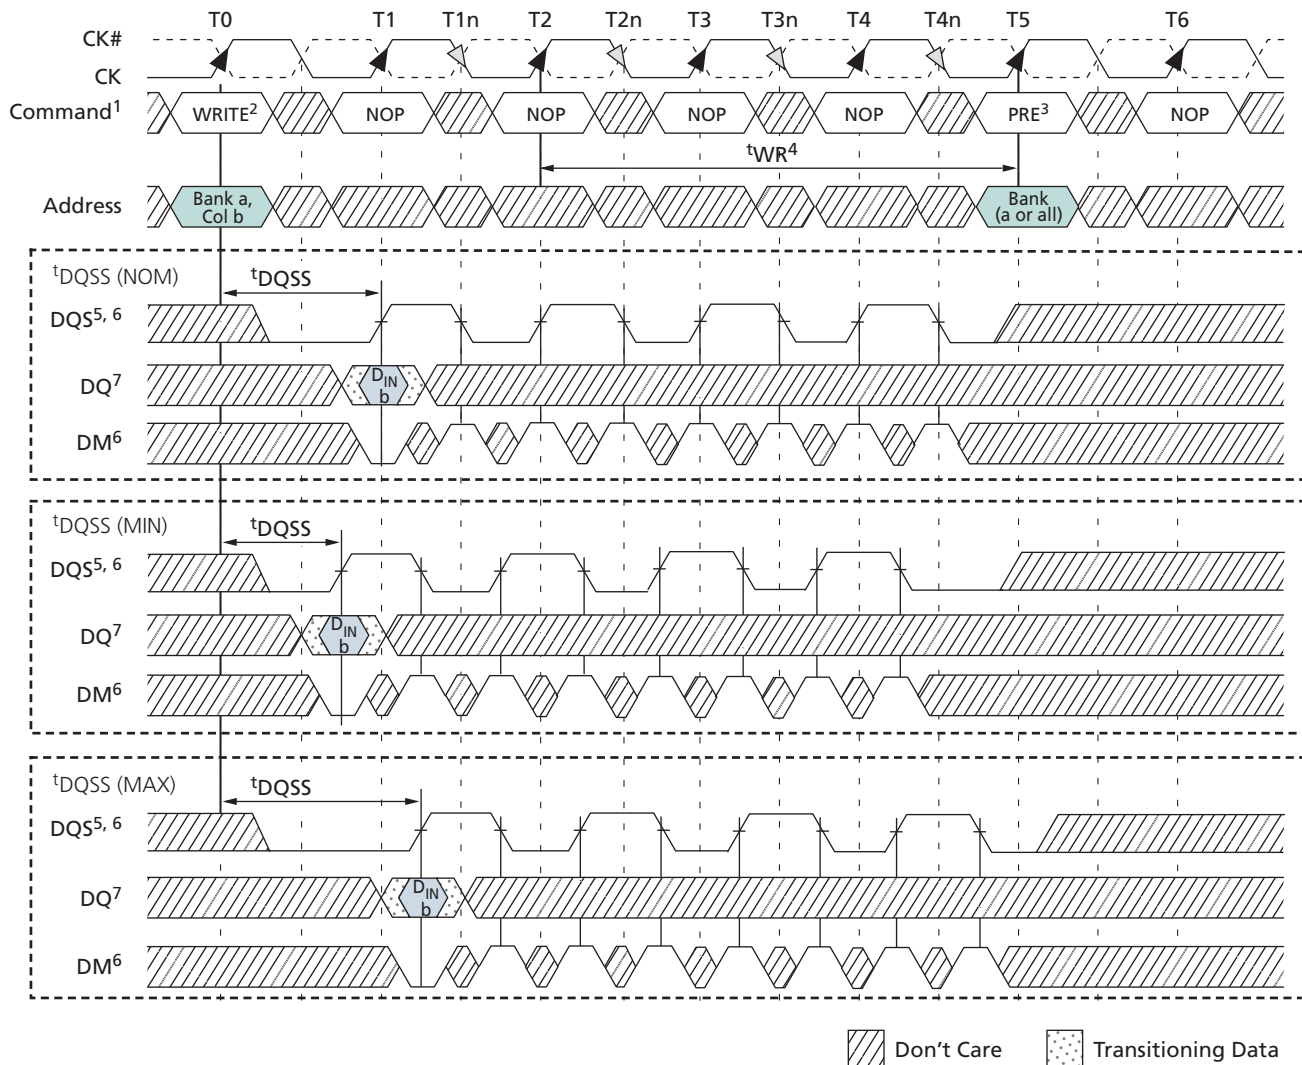 T0 T1 T1n T2 T2n T3 T3n T4 T4n T5 T6
CK#
CK
Command1 WRITE2 NOP NOP NOP NOP PRE3 NOP
tWR4
Address Bank a, Col b Bank (a or all)
tDQSS (NOM) tDQSS
DQS5, 6
DQ7 DIN b
DM6
tDQSS (MIN) tDQSS
DQS5, 6
DQ7 DIN b
DM6
tDQSS (MAX) tDQSS
DQS5, 6
DQ7 DIN b
DM6
Don't Care Transitioning Data